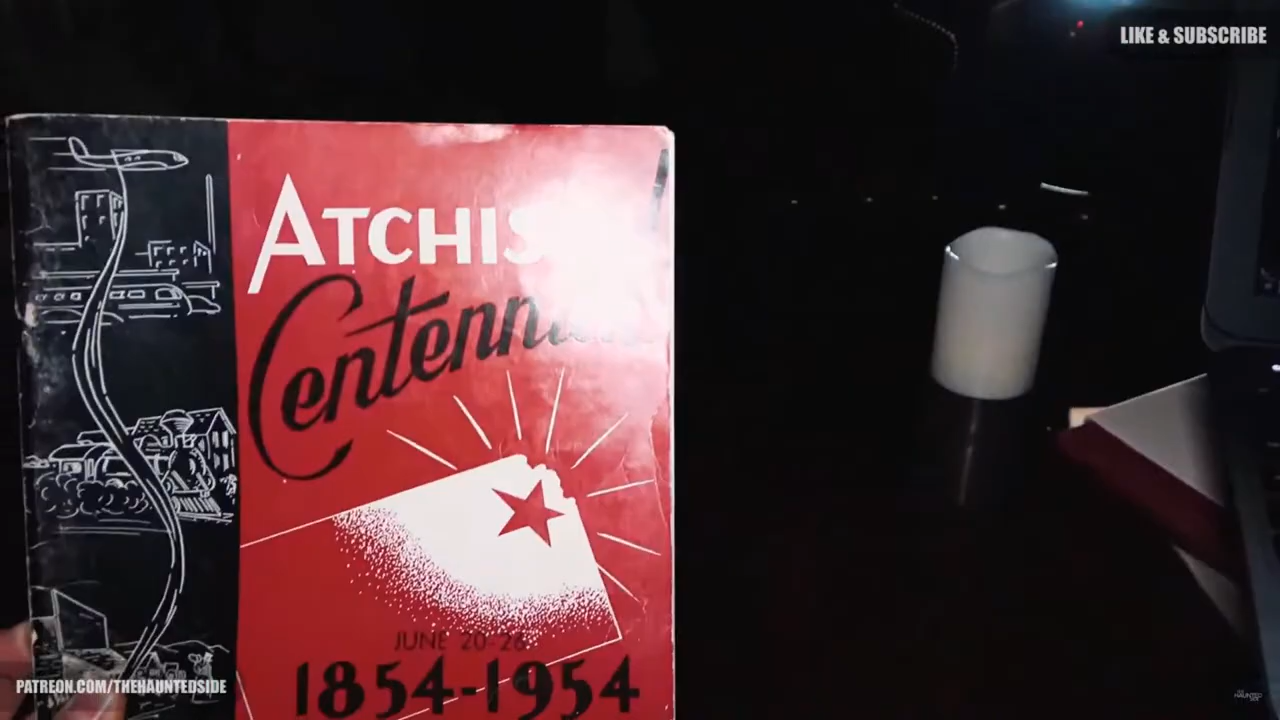 LIKE & SUBSCRIBE
ATCHIS
Centenn
JUNE 20-26
1854-1954
PATREON.COM/THEHAUNTEDSIDE